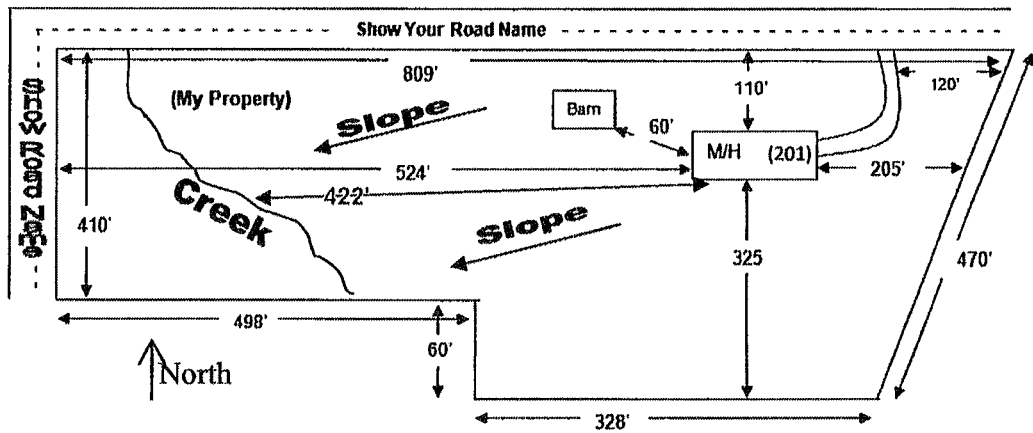 Show Your Road Name
809'
110'
120'
(My Property)
Slope
Barn
60'
M/H (201)
Show Road Name
524'
205'
422'
Creek
410'
Slope
325
470'
498'
60'
North
328'